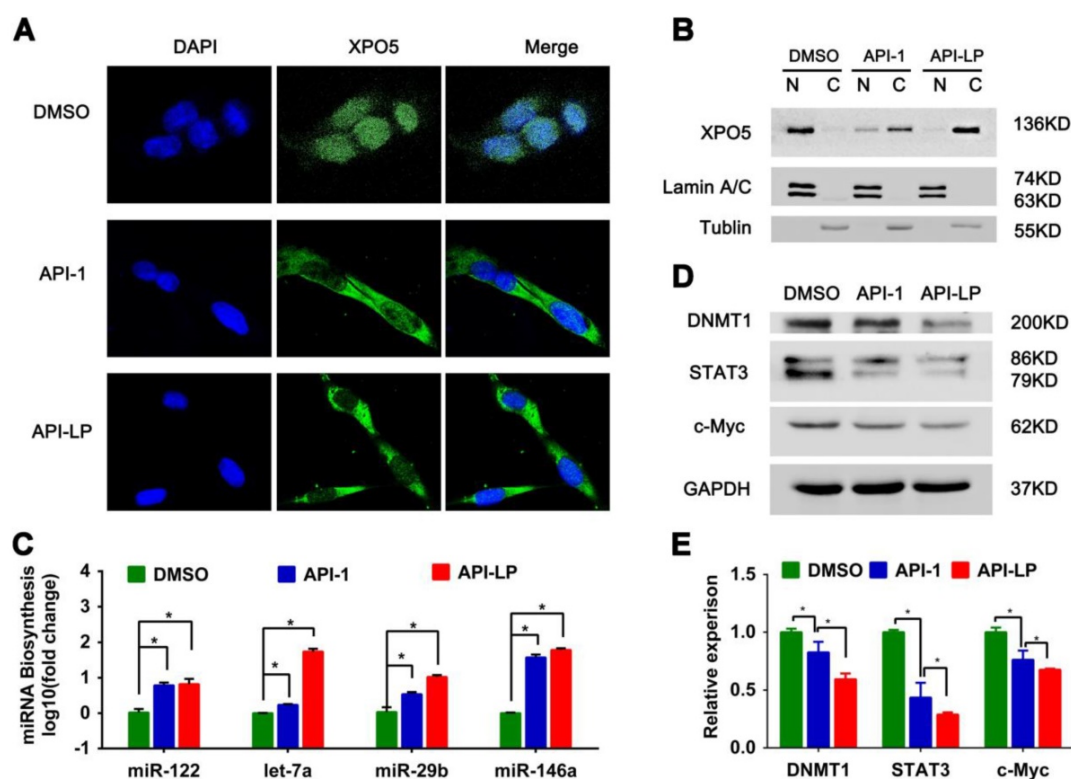 A
DAPI XPO5 Merge
DMSO
API-1
API-LP
B
DMSO API-1 API-LP
N C N C N C
XPO5 136KD
Lamin A/C 74KD
63KD
Tublin 55KD
D
DMSO API-1 API-LP
DNMT1 200KD
STAT3 86KD
79KD
c-Myc 62KD
GAPDH 37KD
C
miRNA Biosynthesis
log10(fold change)
DMSO API-1 API-LP
4
3
2
1
0
-1
* * * * * * * *
miR-122 let-7a miR-29b miR-146a
E
Relative experison
DMSO API-1 API-LP
1.5
1.0
0.5
0.0
* * * * * *
DNMT1 STAT3 c-Myc